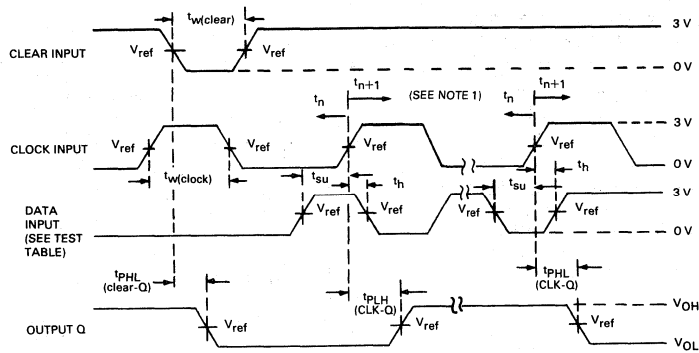 tw(clear)
CLEAR INPUT
Vref
Vref
3 V
0 V
tn
tn+1
(SEE NOTE 1)
tn
tn+1
CLOCK INPUT
Vref
Vref
Vref
Vref
3 V
0 V
tw(clock)
tsu
th
tsu
th
DATA
INPUT
(SEE TEST
TABLE)
Vref
Vref
Vref
Vref
3 V
0 V
tPHL
(clear-Q)
tPLH
(CLK-Q)
tPHL
(CLK-Q)
OUTPUT Q
Vref
Vref
Vref
VOH
VOL